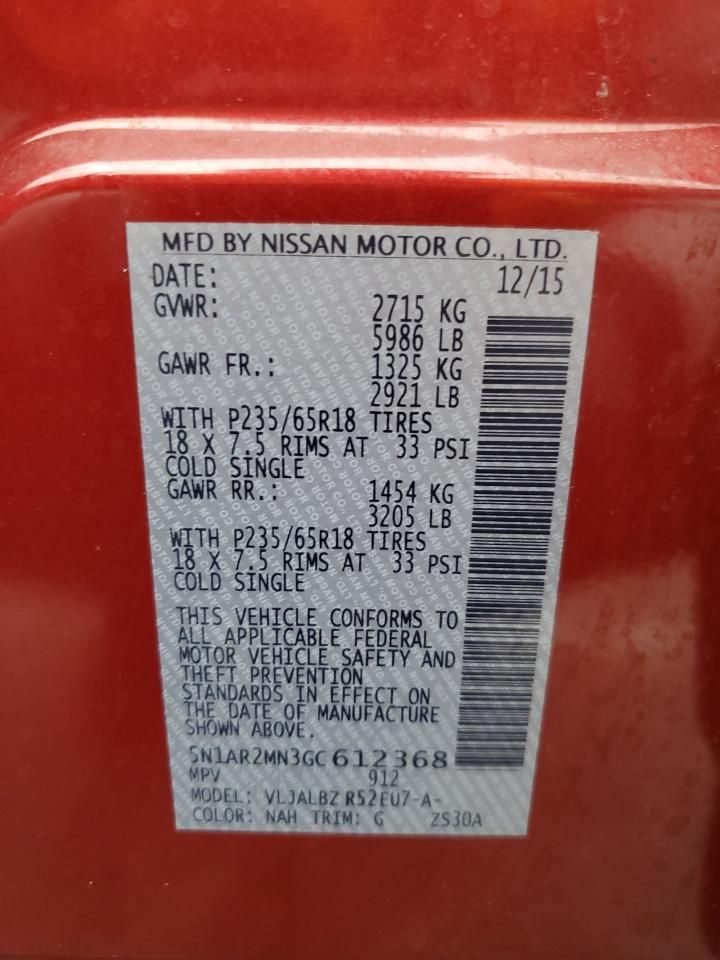 MFD BY NISSAN MOTOR CO., LTD.
DATE: 12/15
GVWR: 2715 KG
5986 LB
GAWR FR.: 1325 KG
2921 LB
WITH P235/65R18 TIRES
18 X 7.5 RIMS AT 33 PSI
COLD SINGLE
GAWR RR.: 1454 KG
3205 LB
WITH P235/65R18 TIRES
18 X 7.5 RIMS AT 33 PSI
COLD SINGLE
THIS VEHICLE CONFORMS TO
ALL APPLICABLE FEDERAL
MOTOR VEHICLE SAFETY AND
THEFT PREVENTION
STANDARDS IN EFFECT ON
THE DATE OF MANUFACTURE
SHOWN ABOVE.
5N1AR2MN3GC612368
MPV 912
MODEL: VLJALBZ R52EU7-A-
COLOR: NAH TRIM: G ZS30A